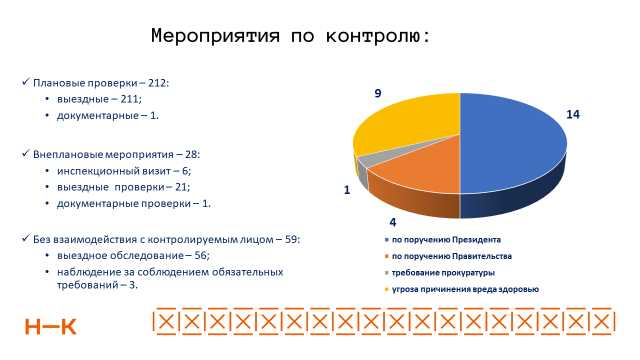 Мероприятия по контролю:
✓ Плановые проверки – 212:
• выездные – 211;
• документарные – 1.
✓ Внеплановые мероприятия – 28:
• инспекционный визит – 6;
• выездные проверки – 21;
• документарные проверки – 1.
✓ Без взаимодействия с контролируемым лицом – 59:
• выездное обследование – 56;
• наблюдение за соблюдением обязательных
требований – 3.
9
14
1
4
по поручению Президента
по поручению Правительства
требование прокуратуры
угроза причинения вреда здоровью
Н—К